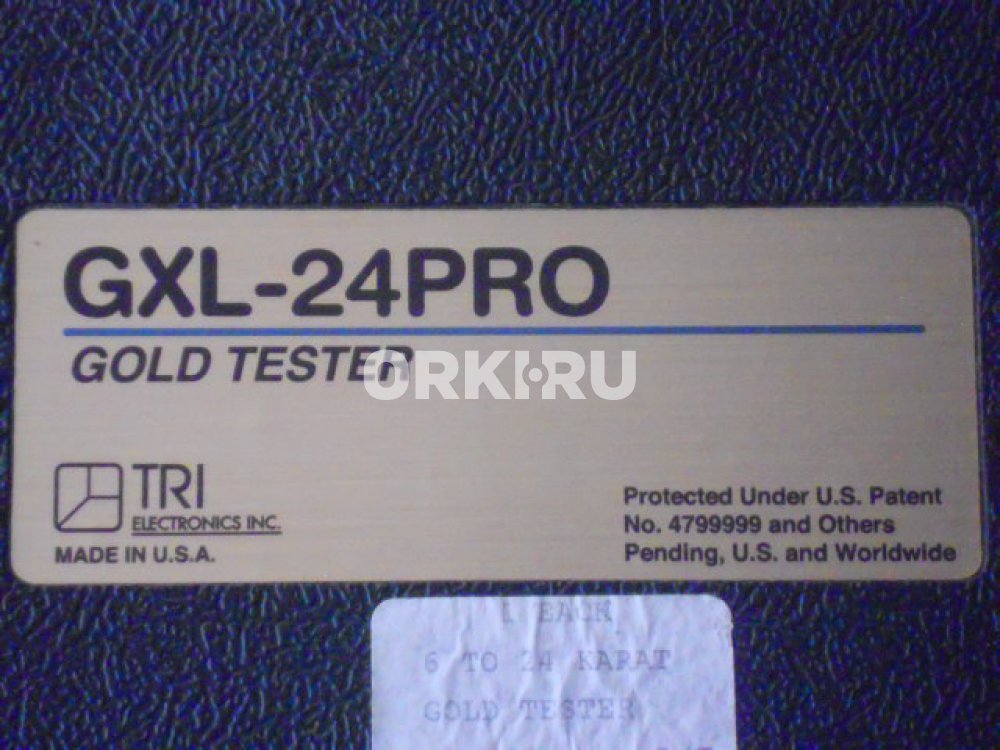 GXL-24PRO
GOLD TESTER
ORKI.RU
TRI
ELECTRONICS INC.
MADE IN U.S.A.
Protected Under U.S. Patent
No. 4799999 and Others
Pending, U.S. and Worldwide
1 EACH
6 TO 24 KARAT
GOLD TESTER